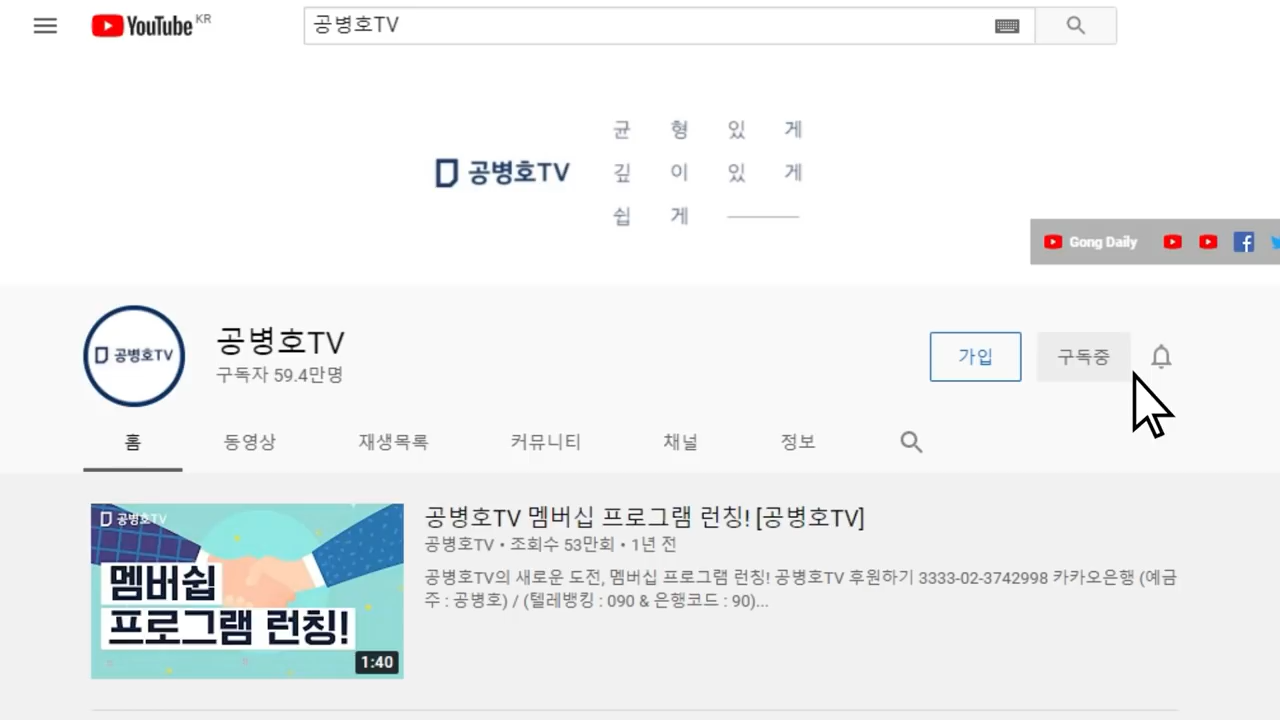 YouTube KR
공병호TV
균 형 있 게
공병호TV
깊 이 있 게
쉽 게
Gong Daily
공병호TV
공병호TV
구독자 59.4만명
가입
구독중
홈 동영상 재생목록 커뮤니티 채널 정보
공병호TV
멤버쉽
프로그램 런칭!
1:40
공병호TV 멤버십 프로그램 런칭! [공병호TV]
공병호TV • 조회수 53만회 • 1년 전
공병호TV의 새로운 도전, 멤버십 프로그램 런칭! 공병호TV 후원하기 3333-02-3742998 카카오은행 (예금
주 : 공병호) / (텔레뱅킹 : 090 & 은행코드 : 90)...